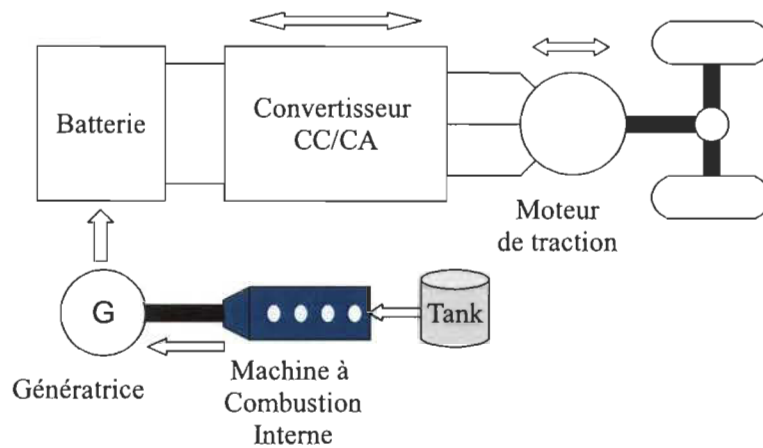 Batterie
Convertisseur
CC/CA
Moteur
de traction
G
Tank
Génératrice
Machine à
Combustion
Interne